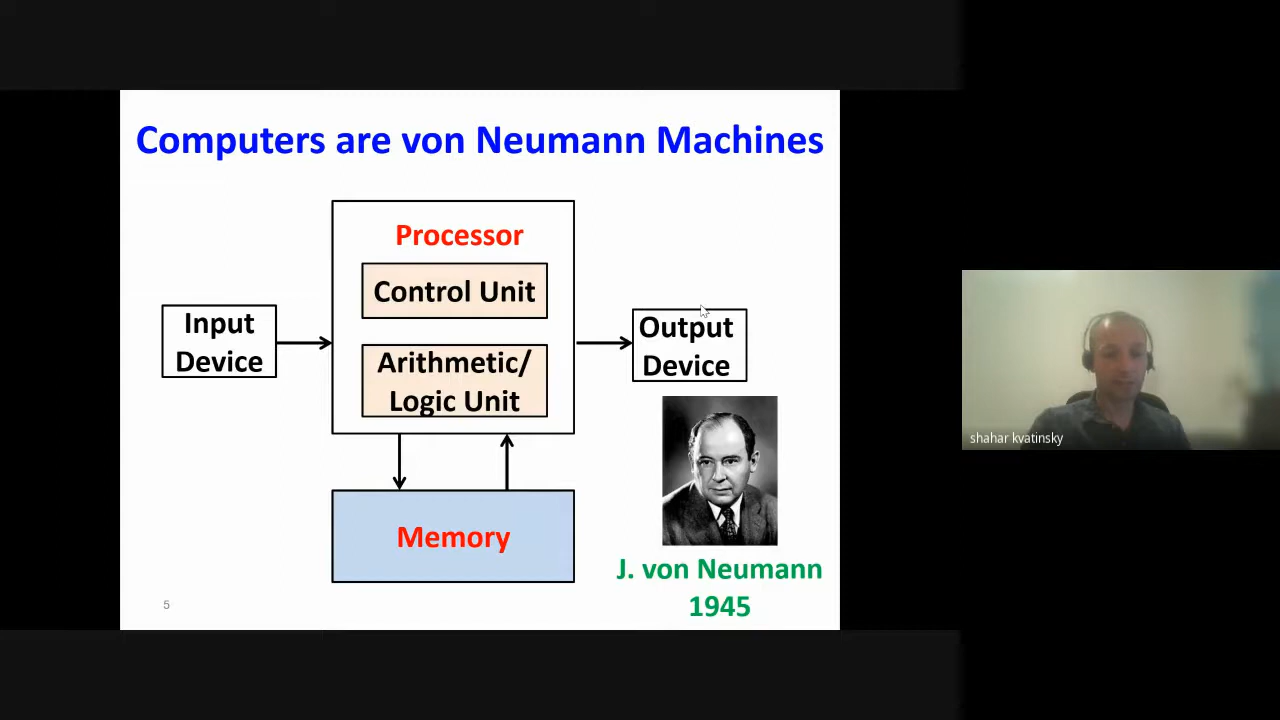 Computers are von Neumann Machines
Processor
Control Unit
Input
Device
Arithmetic/
Logic Unit
Output
Device
Memory
J. von Neumann
1945
5
shahar kvatinsky